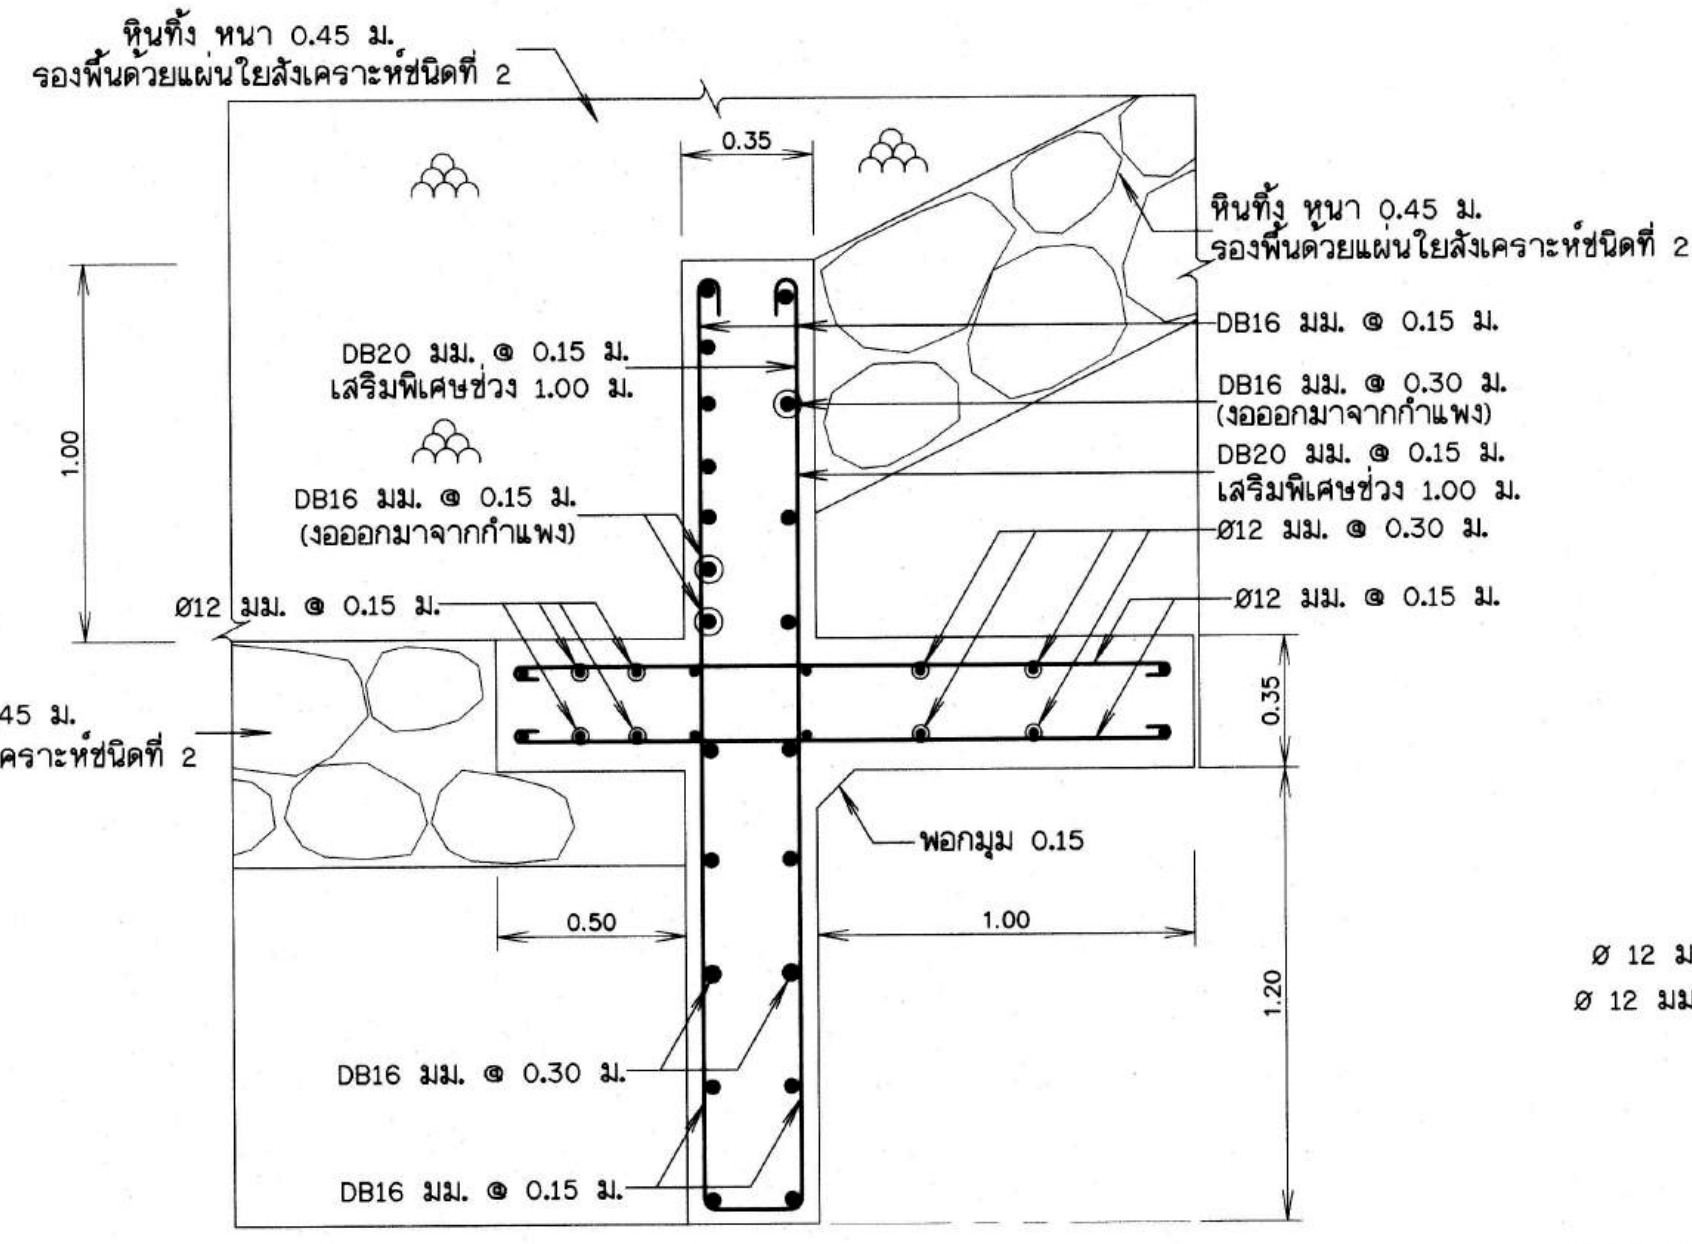 หินทิ้ง หนา 0.45 ม.
รองพื้นด้วยแผ่นใยสังเคราะห์ชนิดที่ 2
0.35
หินทิ้ง หนา 0.45 ม.
รองพื้นด้วยแผ่นใยสังเคราะห์ชนิดที่ 2
DB16 มม. @ 0.15 ม.
DB20 มม. @ 0.15 ม.
เสริมพิเศษช่วง 1.00 ม.
DB16 มม. @ 0.30 ม.
(งอออกมาจากกำแพง)
1.00
DB20 มม. @ 0.15 ม.
เสริมพิเศษช่วง 1.00 ม.
DB16 มม. @ 0.15 ม.
(งอออกมาจากกำแพง)
Ø12 มม. @ 0.30 ม.
Ø12 มม. @ 0.15 ม.
Ø12 มม. @ 0.15 ม.
0.35
45 ม.
คราะห์ชนิดที่ 2
พอกมุม 0.15
0.50
1.00
1.20
Ø 12 ม
Ø 12 มม
DB16 มม. @ 0.30 ม.
DB16 มม. @ 0.15 ม.